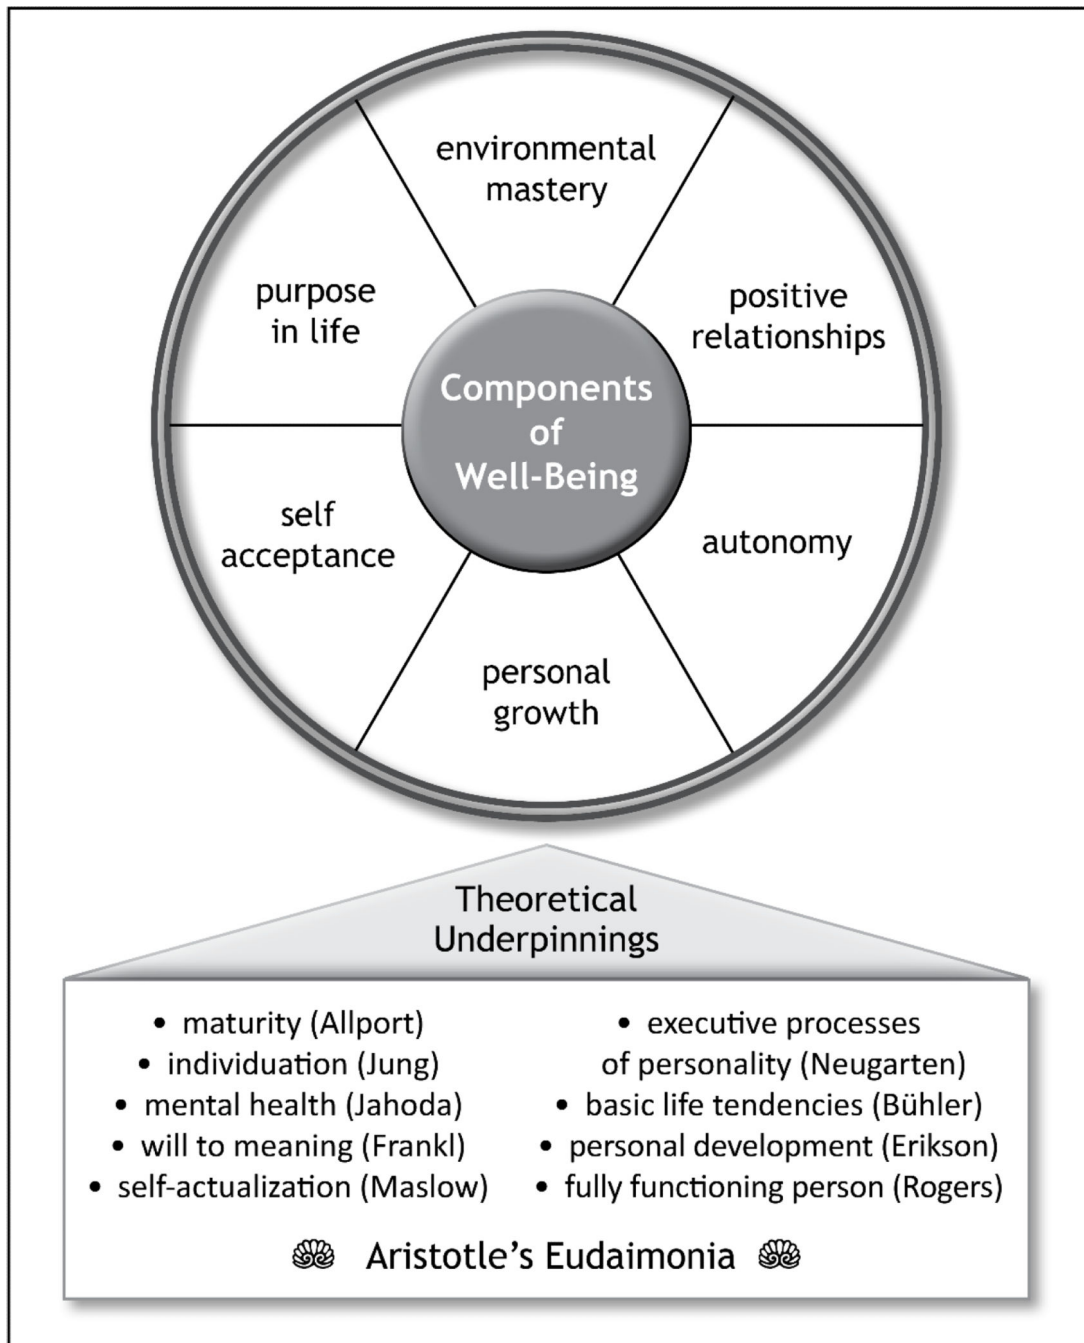 environmental
mastery
purpose
in life
positive
relationships
Components
of
Well-Being
self
acceptance
autonomy
personal
growth
Theoretical
Underpinnings
• maturity (Allport)
• individuation (Jung)
• mental health (Jahoda)
• will to meaning (Frankl)
• self-actualization (Maslow)
• executive processes
of personality (Neugarten)
• basic life tendencies (Bühler)
• personal development (Erikson)
• fully functioning person (Rogers)
Aristotle’s Eudaimonia